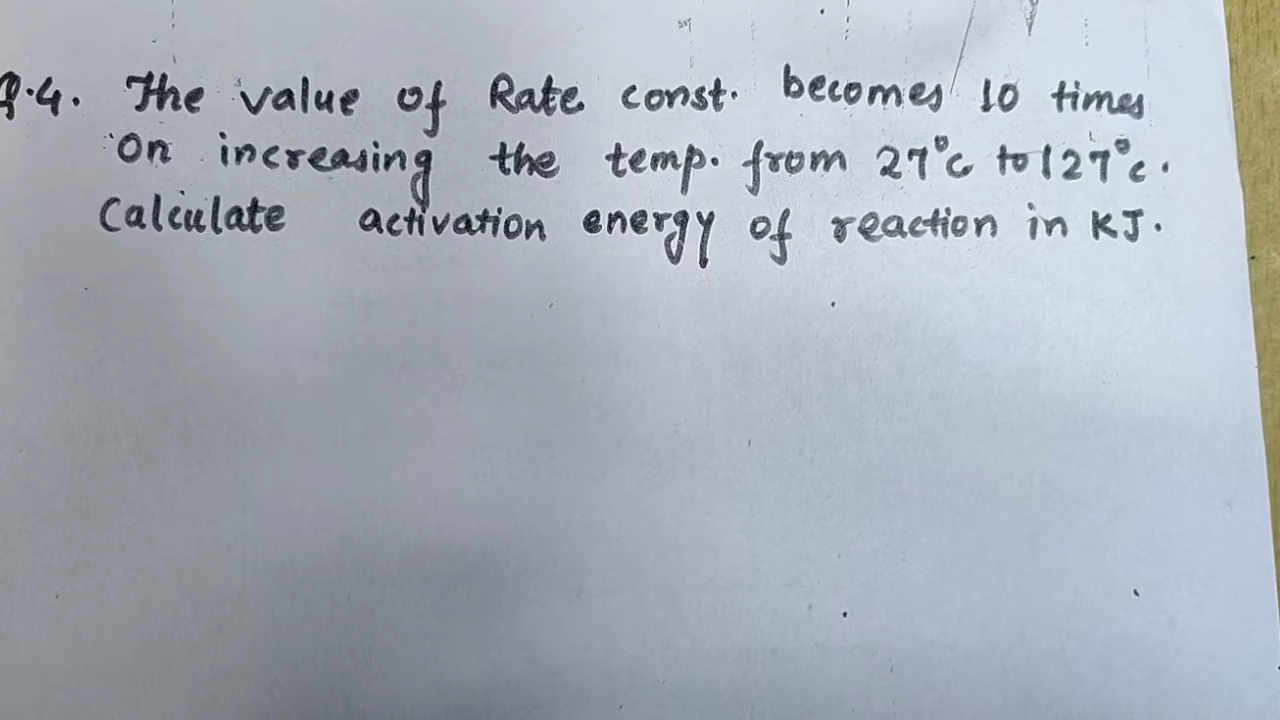 Q.4. The value of Rate const. becomes 10 times
On increasing the temp. from 27°c to 127°c.
Calculate activation energy of reaction in KJ.